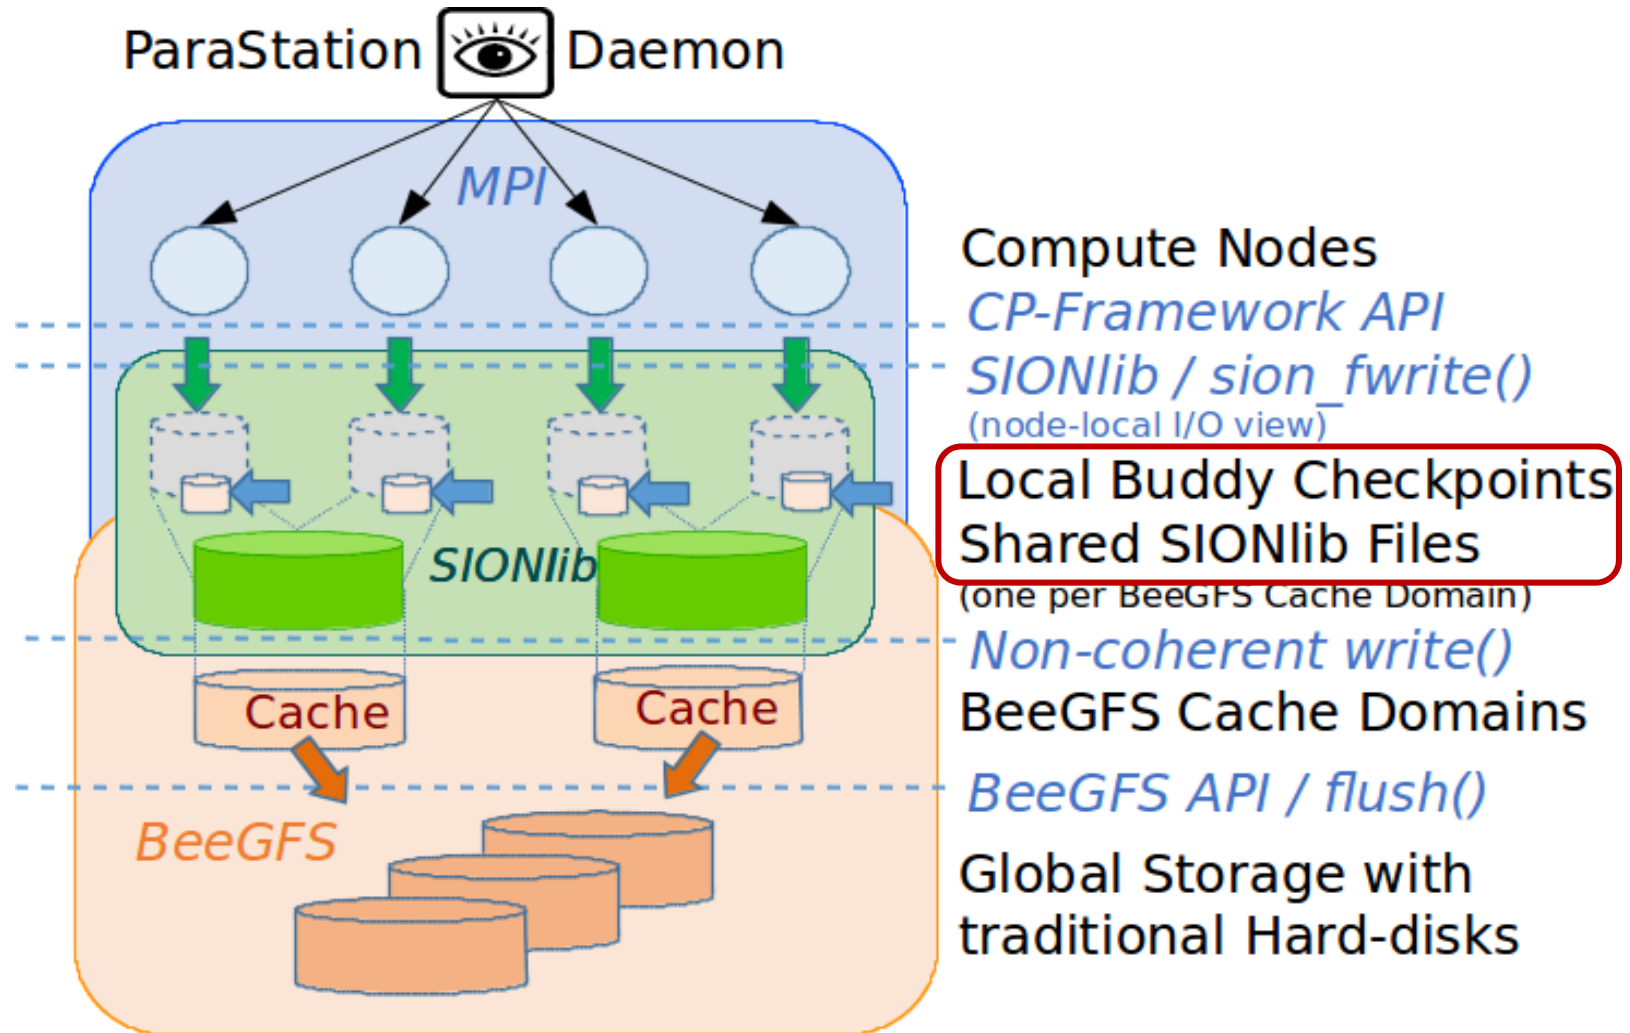 ParaStation Daemon
MPI
Compute Nodes
CP-Framework API
SIONlib / sion_fwrite()
(node-local I/O view)
Local Buddy Checkpoints
Shared SIONlib Files
SIONlib
(one per BeeGFS Cache Domain)
Non-coherent write()
Cache
Cache
BeeGFS Cache Domains
BeeGFS API / flush()
BeeGFS
Global Storage with
traditional Hard-disks